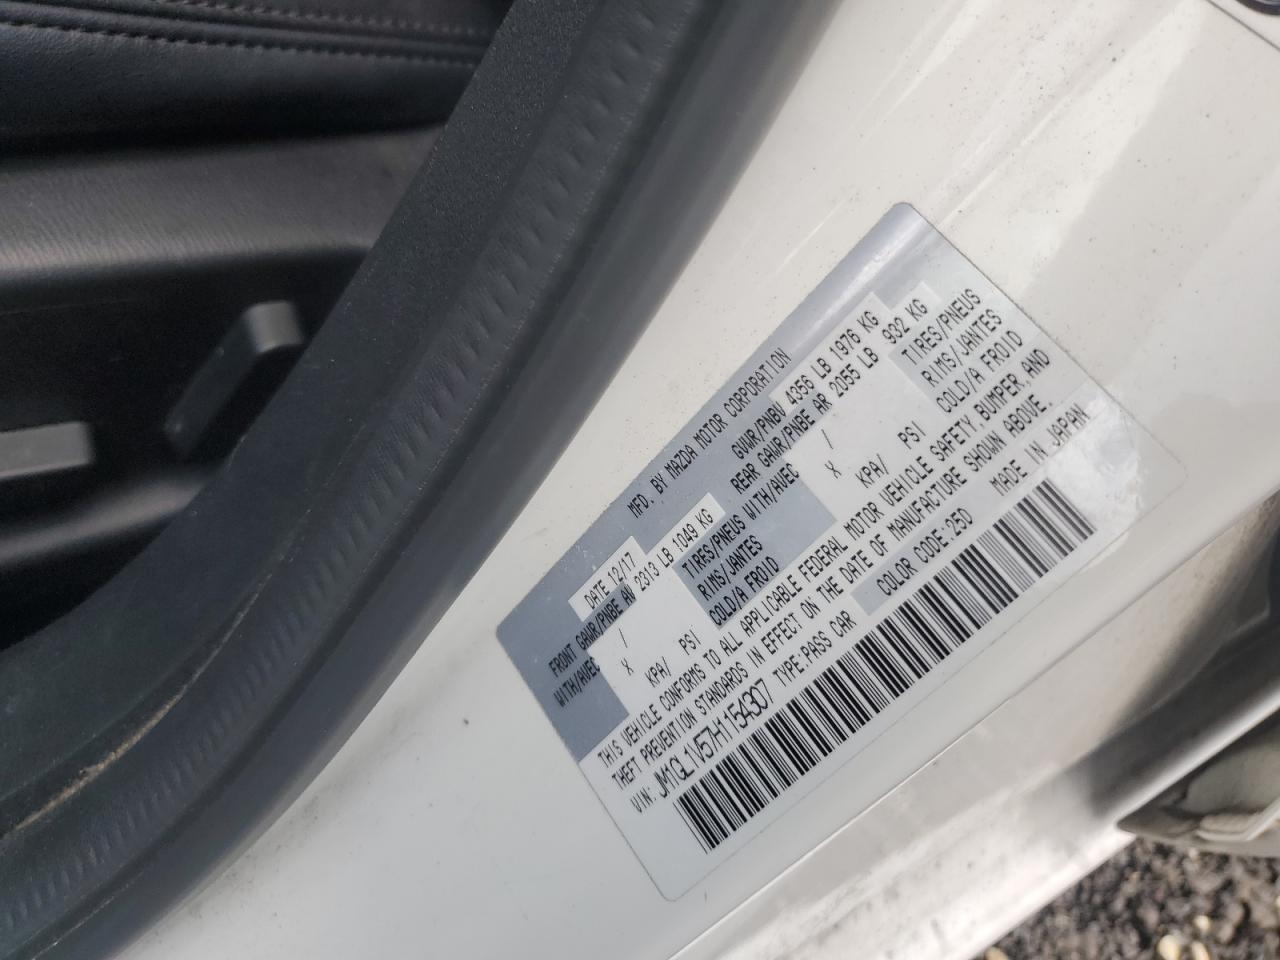 MFD. BY MAZDA MOTOR CORPORATION
DATE 12/17 GVWR/PNBV 4356 LB 1976 KG
FRONT GAWR/PNBE AV 2313 LB 1049 KG REAR GAWR/PNBE AR 2055 LB 932 KG
WITH/AVEC / TIRES/PNEUS WITH/AVEC / TIRES/PNEUS
X RIMS/JANTES X RIMS/JANTES
KPA/ PSI COLD/A FROID KPA/ PSI COLD/A FROID
THIS VEHICLE CONFORMS TO ALL APPLICABLE FEDERAL MOTOR VEHICLE SAFETY, BUMPER, AND
THEFT PREVENTION STANDARDS IN EFFECT ON THE DATE OF MANUFACTURE SHOWN ABOVE.
VIN: JM1GL1V57H1154307 TYPE:PASS CAR COLOR CODE:25D MADE IN JAPAN